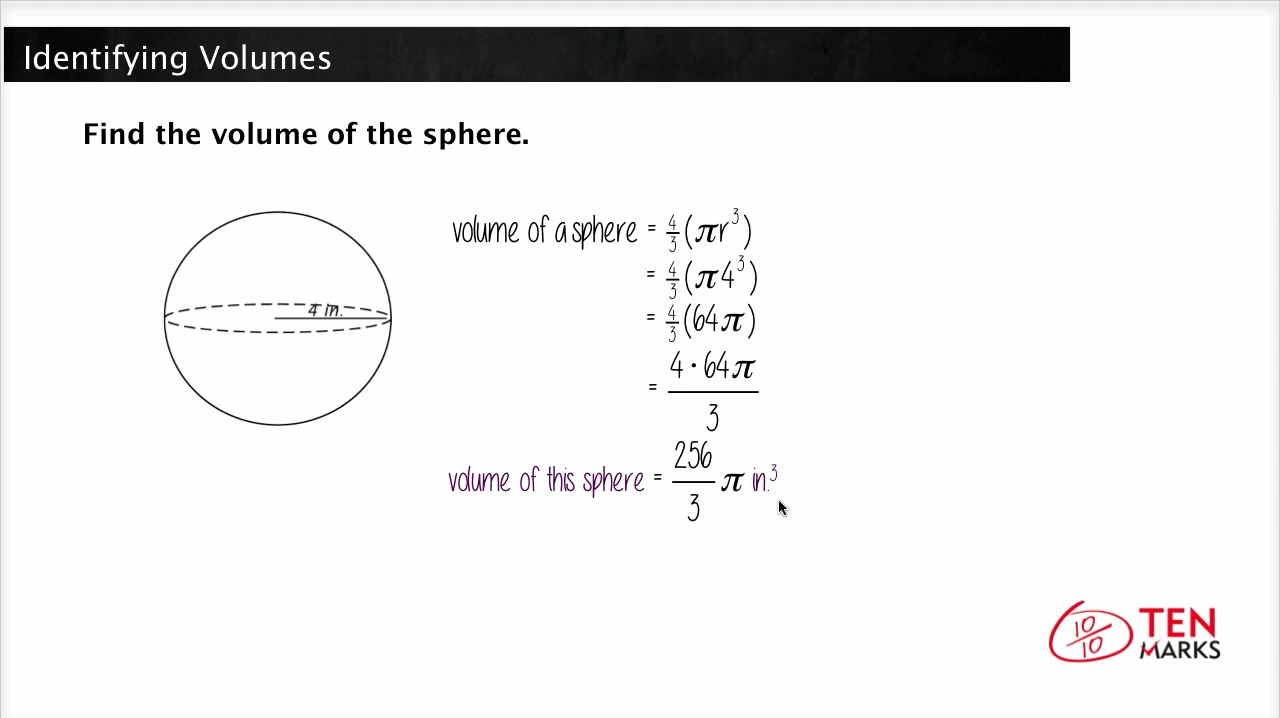 Identifying Volumes
Find the volume of the sphere.
4 in.
volume of a sphere = 4/3 (πr³)
= 4/3 (π4³)
= 4/3 (64π)
= 4 · 64π / 3
volume of this sphere = 256/3 π in.³
10/10 TEN
MARKS